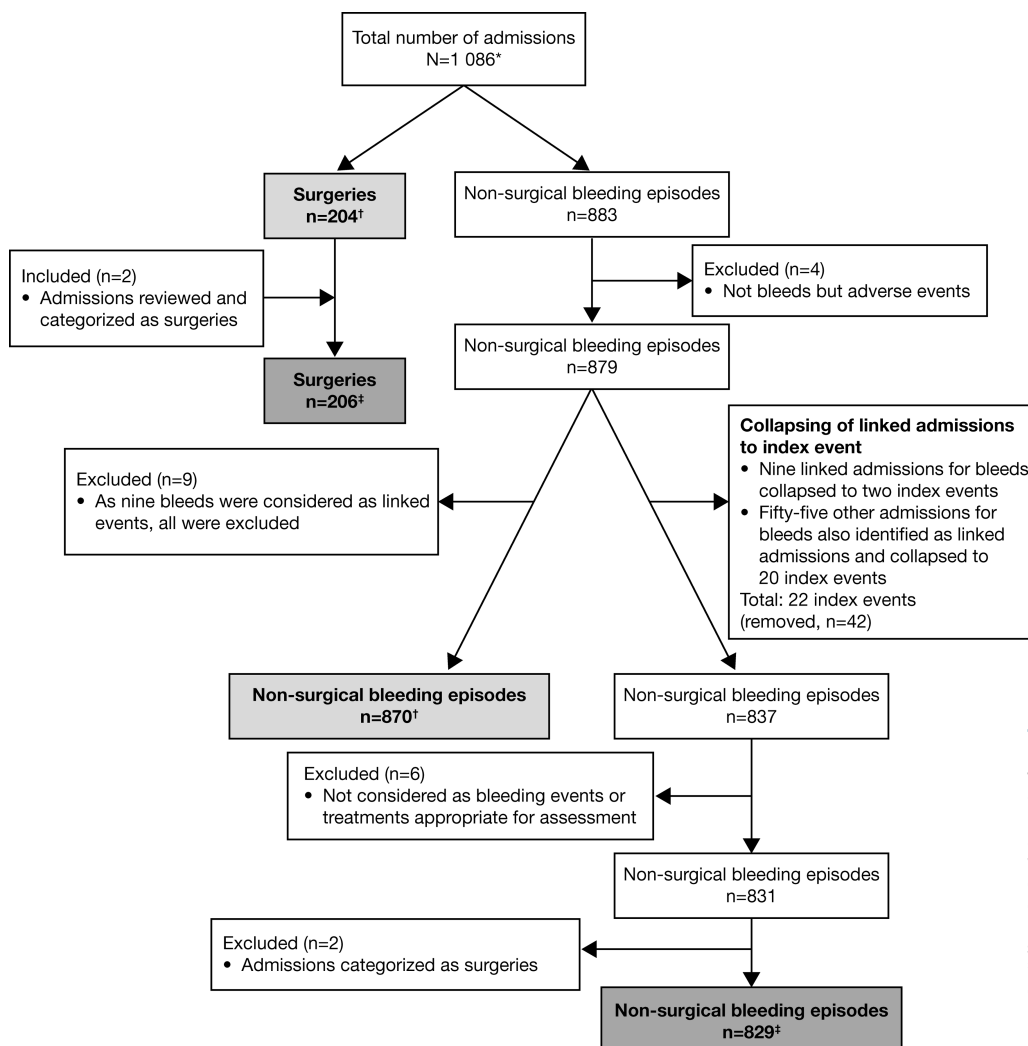 Total number of admissions
N=1 086*
Surgeries
n=204†
Non-surgical bleeding episodes
n=883
Included (n=2)
• Admissions reviewed and
categorized as surgeries
Excluded (n=4)
• Not bleeds but adverse events
Surgeries
n=206‡
Non-surgical bleeding episodes
n=879
Excluded (n=9)
• As nine bleeds were considered as linked
events, all were excluded
Collapsing of linked admissions
to index event
• Nine linked admissions for bleeds
collapsed to two index events
• Fifty-five other admissions for
bleeds also identified as linked
admissions and collapsed to
20 index events
Total: 22 index events
(removed, n=42)
Non-surgical bleeding episodes
n=870†
Non-surgical bleeding episodes
n=837
Excluded (n=6)
• Not considered as bleeding events or
treatments appropriate for assessment
Non-surgical bleeding episodes
n=831
Excluded (n=2)
• Admissions categorized as surgeries
Non-surgical bleeding episodes
n=829‡